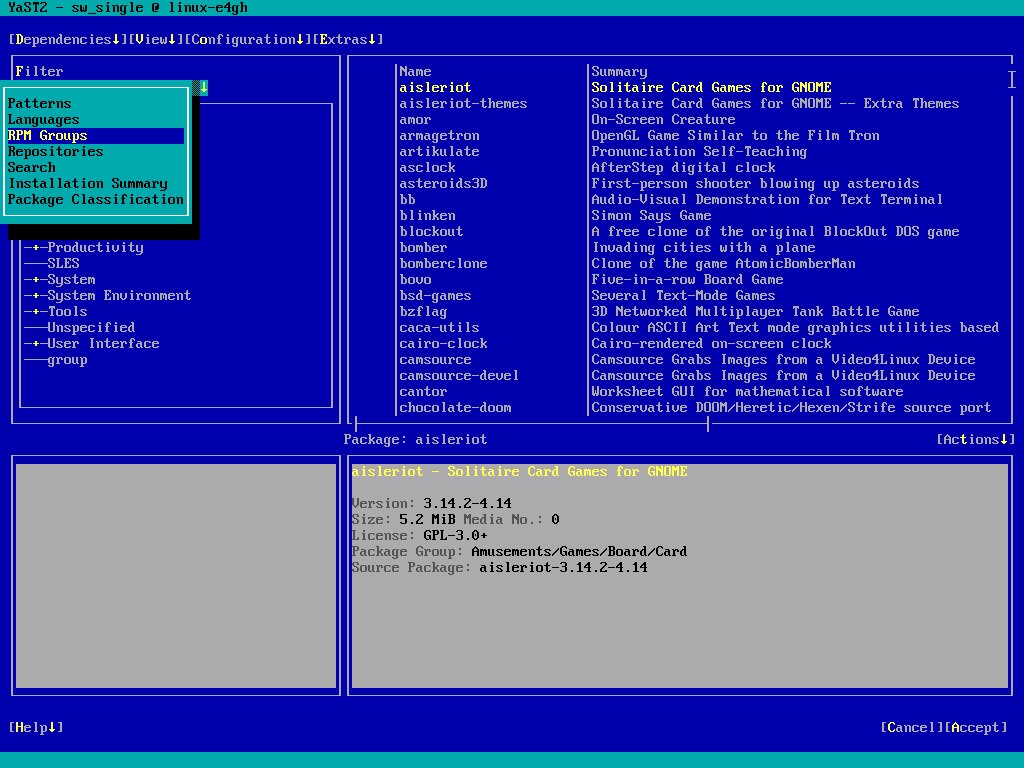 YaST2 - sw_single @ linux-e4gh
[Dependencies↓][View↓][Configuration↓][Extras↓]
Filter
Patterns
Languages
RPM Groups
Repositories
Search
Installation Summary
Package Classification
─+─Productivity
───SLES
─+─System
─+─System Environment
─+─Tools
───Unspecified
─+─User Interface
───group
Name Summary
aisleriot Solitaire Card Games for GNOME
aisleriot-themes Solitaire Card Games for GNOME -- Extra Themes
amor On-Screen Creature
armagetron OpenGL Game Similar to the Film Tron
artikulate Pronunciation Self-Teaching
asclock AfterStep digital clock
asteroids3D First-person shooter blowing up asteroids
bb Audio-Visual Demonstration for Text Terminal
blinken Simon Says Game
blockout A free clone of the original BlockOut DOS game
bomber Invading cities with a plane
bomberclone Clone of the game AtomicBomberMan
bovo Five-in-a-row Board Game
bsd-games Several Text-Mode Games
bzflag 3D Networked Multiplayer Tank Battle Game
caca-utils Colour ASCII Art Text mode graphics utilities based
cairo-clock Cairo-rendered on-screen clock
camsource Camsource Grabs Images from a Video4Linux Device
camsource-devel Camsource Grabs Images from a Video4Linux Device
cantor Worksheet GUI for mathematical software
chocolate-doom Conservative DOOM/Heretic/Hexen/Strife source port
Package: aisleriot [Actions↓]
aisleriot - Solitaire Card Games for GNOME
Version: 3.14.2-4.14
Size: 5.2 MiB Media No.: 0
License: GPL-3.0+
Package Group: Amusements/Games/Board/Card
Source Package: aisleriot-3.14.2-4.14
[Help↓] [Cancel][Accept]